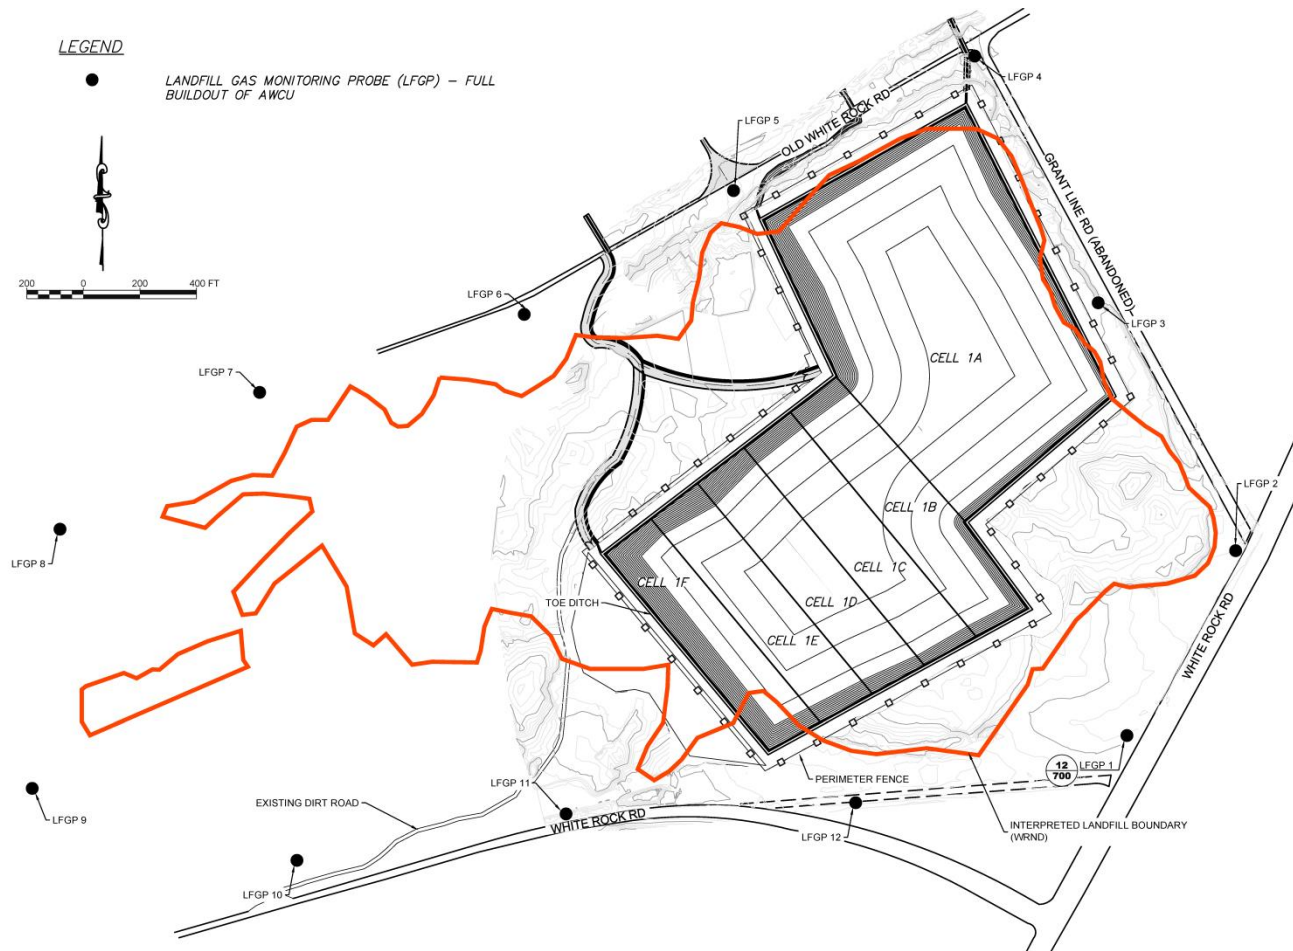 LEGEND
LANDFILL GAS MONITORING PROBE (LFGP) – FULL
BUILDOUT OF AWCU
200 0 200 400 FT
LFGP 4
LFGP 5
OLD WHITE ROCK RD
GRANT LINE RD (ABANDONED)
LFGP 6
LFGP 3
CELL 1A
LFGP 7
LFGP 2
CELL 1B
LFGP 8
CELL 1C
CELL 1F
CELL 1D
TOE DITCH
CELL 1E
WHITE ROCK RD
LFGP 1
12
700
PERIMETER FENCE
LFGP 11
EXISTING DIRT ROAD
LFGP 9
WHITE ROCK RD
INTERPRETED LANDFILL BOUNDARY
(WRND)
LFGP 12
LFGP 10